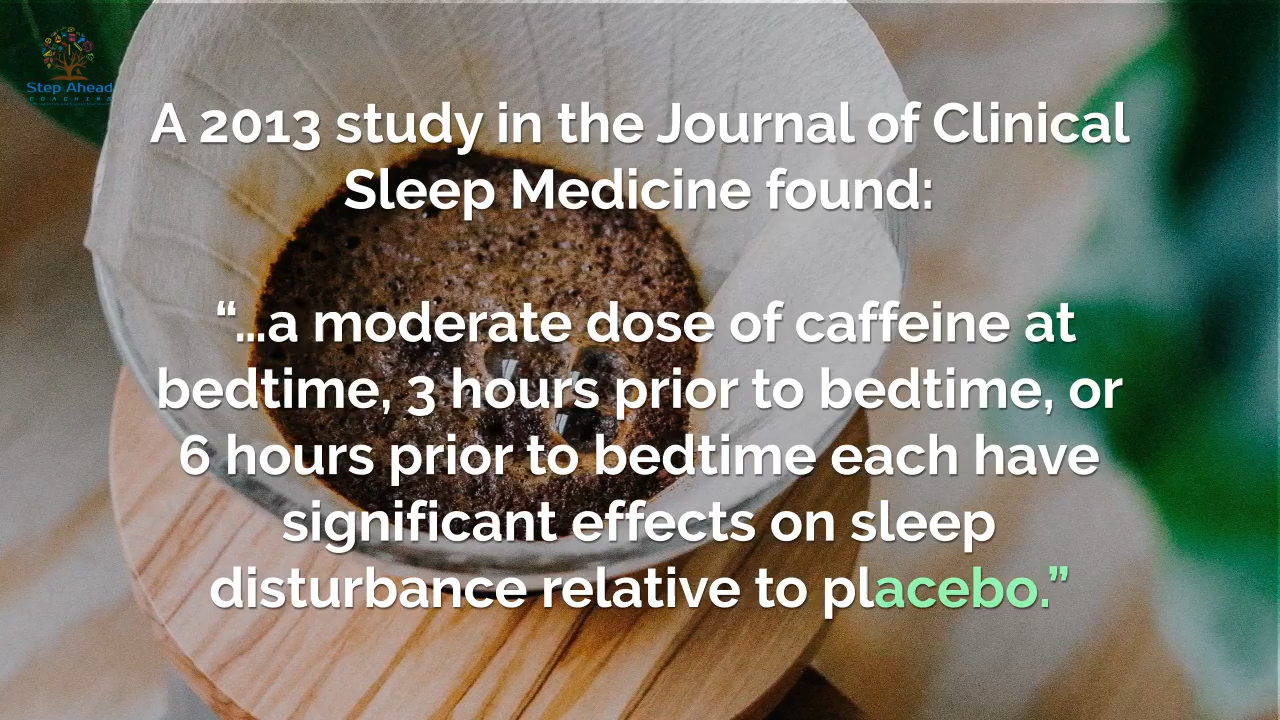 Step Ahead
COACHING
A 2013 study in the Journal of Clinical
Sleep Medicine found:
“…a moderate dose of caffeine at
bedtime, 3 hours prior to bedtime, or
6 hours prior to bedtime each have
significant effects on sleep
disturbance relative to placebo.”